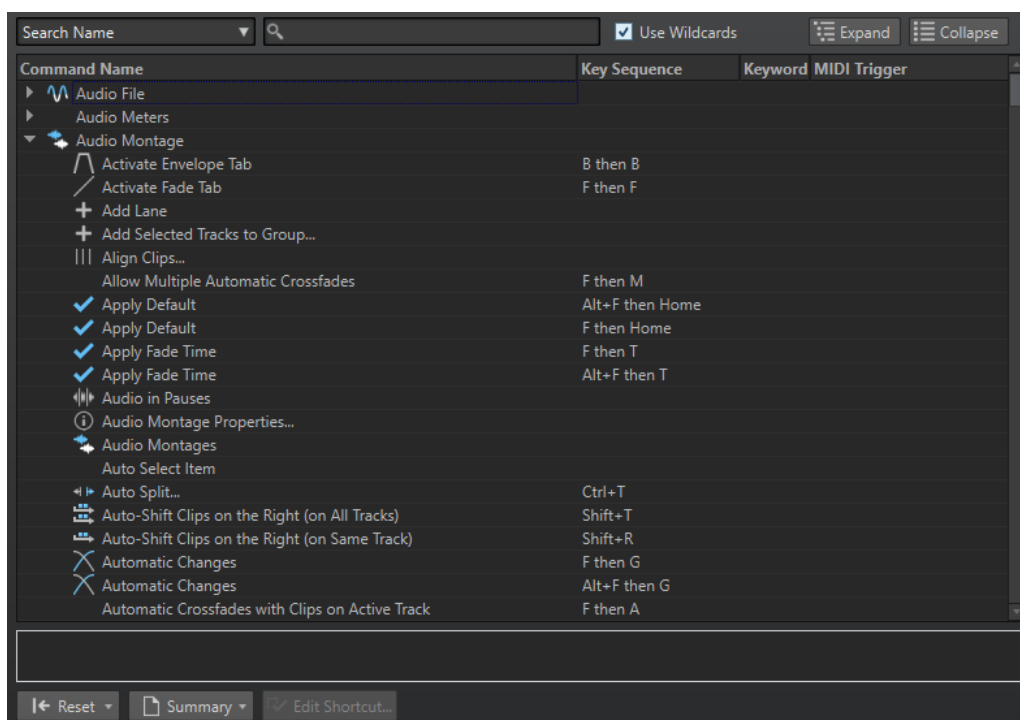 Search Name Use Wildcards Expand Collapse
Command Name Key Sequence Keyword MIDI Trigger
Audio File
Audio Meters
Audio Montage
Activate Envelope Tab B then B
Activate Fade Tab F then F
Add Lane
Add Selected Tracks to Group...
Align Clips...
Allow Multiple Automatic Crossfades F then M
Apply Default Alt+F then Home
Apply Default F then Home
Apply Fade Time F then T
Apply Fade Time Alt+F then T
Audio in Pauses
Audio Montage Properties...
Audio Montages
Auto Select Item
Auto Split... Ctrl+T
Auto-Shift Clips on the Right (on All Tracks) Shift+T
Auto-Shift Clips on the Right (on Same Track) Shift+R
Automatic Changes F then G
Automatic Changes Alt+F then G
Automatic Crossfades with Clips on Active Track F then A
Reset Summary Edit Shortcut...